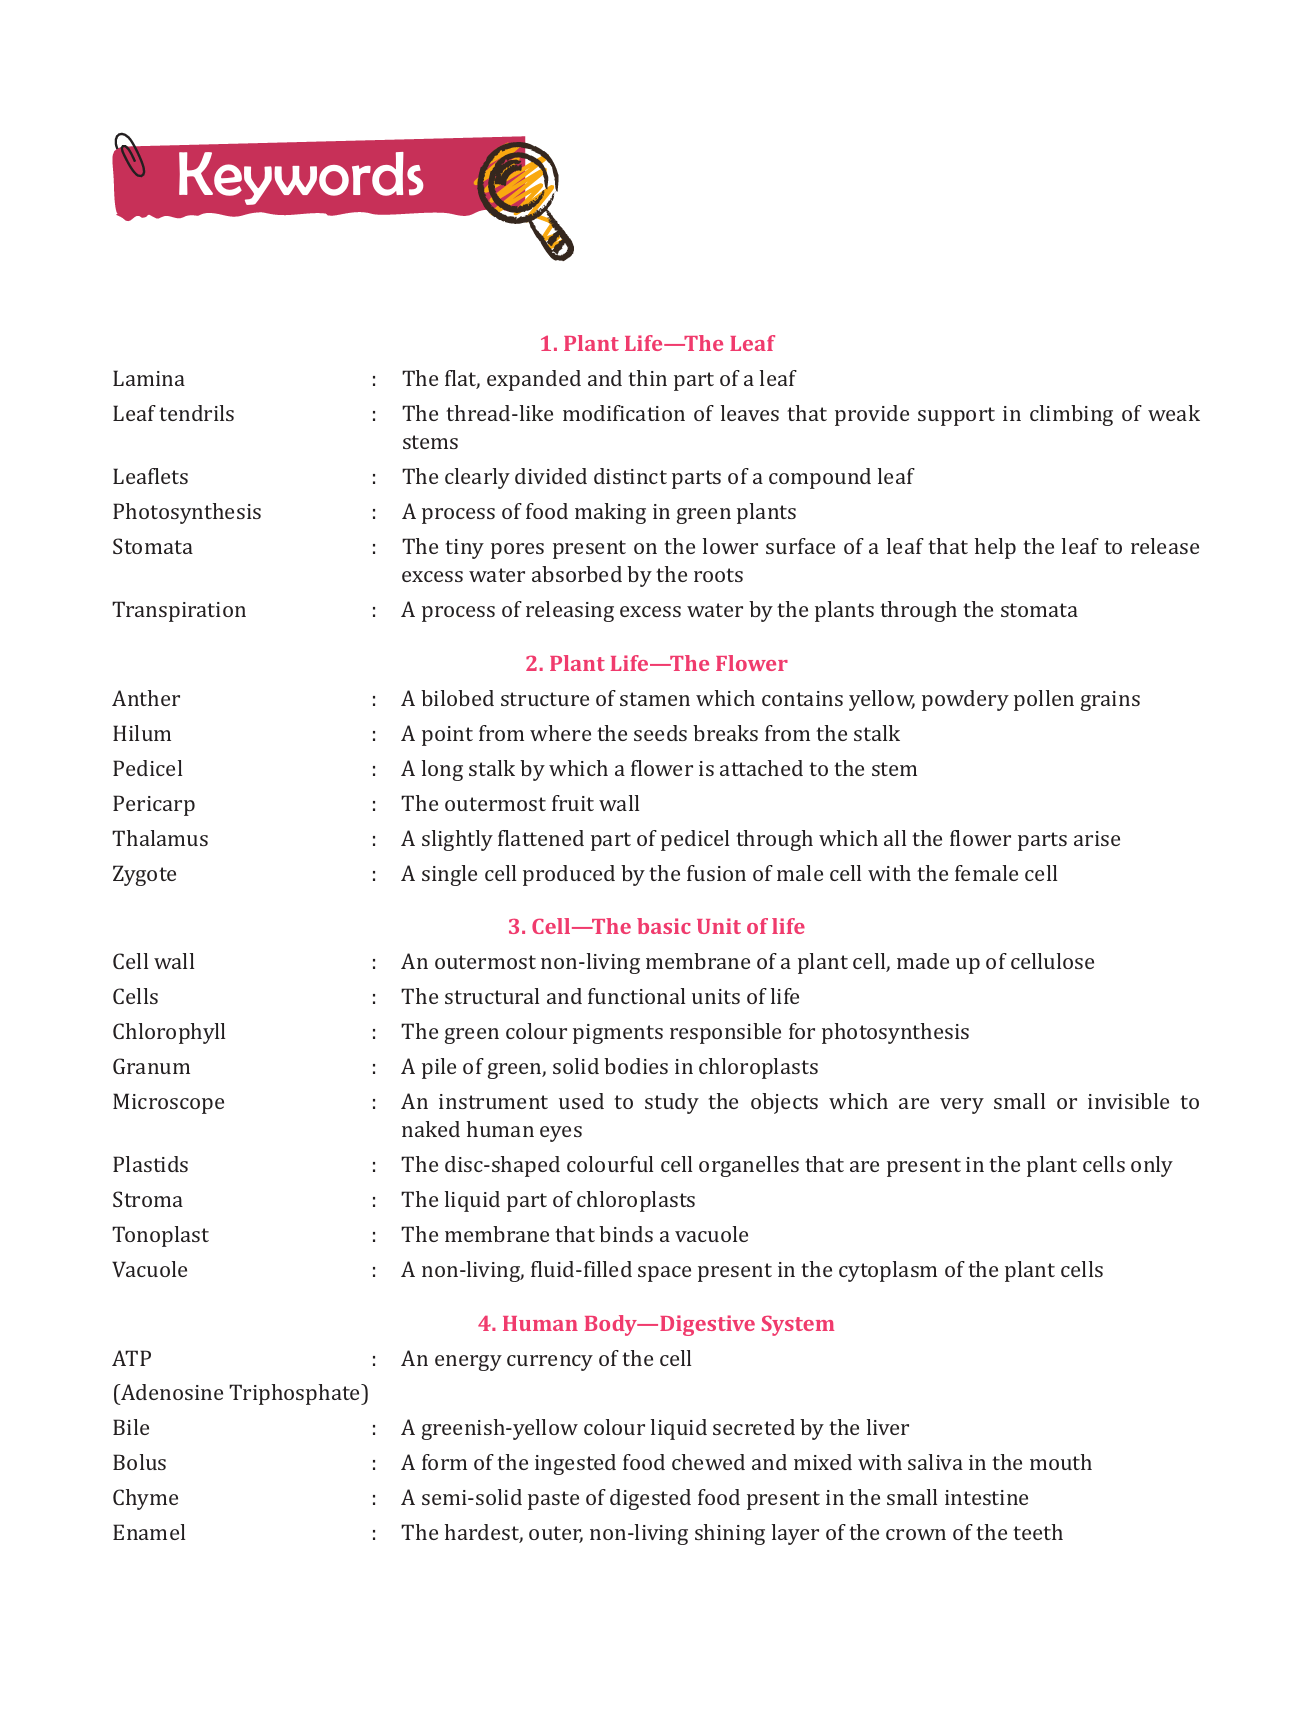 Keywords
1. Plant Life—The Leaf
Lamina : The flat, expanded and thin part of a leaf
Leaf tendrils : The thread-like modification of leaves that provide support in climbing of weak
stems
Leaflets : The clearly divided distinct parts of a compound leaf
Photosynthesis : A process of food making in green plants
Stomata : The tiny pores present on the lower surface of a leaf that help the leaf to release
excess water absorbed by the roots
Transpiration : A process of releasing excess water by the plants through the stomata
2. Plant Life—The Flower
Anther : A bilobed structure of stamen which contains yellow, powdery pollen grains
Hilum : A point from where the seeds breaks from the stalk
Pedicel : A long stalk by which a flower is attached to the stem
Pericarp : The outermost fruit wall
Thalamus : A slightly flattened part of pedicel through which all the flower parts arise
Zygote : A single cell produced by the fusion of male cell with the female cell
3. Cell—The basic Unit of life
Cell wall : An outermost non-living membrane of a plant cell, made up of cellulose
Cells : The structural and functional units of life
Chlorophyll : The green colour pigments responsible for photosynthesis
Granum : A pile of green, solid bodies in chloroplasts
Microscope : An instrument used to study the objects which are very small or invisible to
naked human eyes
Plastids : The disc-shaped colourful cell organelles that are present in the plant cells only
Stroma : The liquid part of chloroplasts
Tonoplast : The membrane that binds a vacuole
Vacuole : A non-living, fluid-filled space present in the cytoplasm of the plant cells
4. Human Body—Digestive System
ATP : An energy currency of the cell
(Adenosine Triphosphate)
Bile : A greenish-yellow colour liquid secreted by the liver
Bolus : A form of the ingested food chewed and mixed with saliva in the mouth
Chyme : A semi-solid paste of digested food present in the small intestine
Enamel : The hardest, outer, non-living shining layer of the crown of the teeth